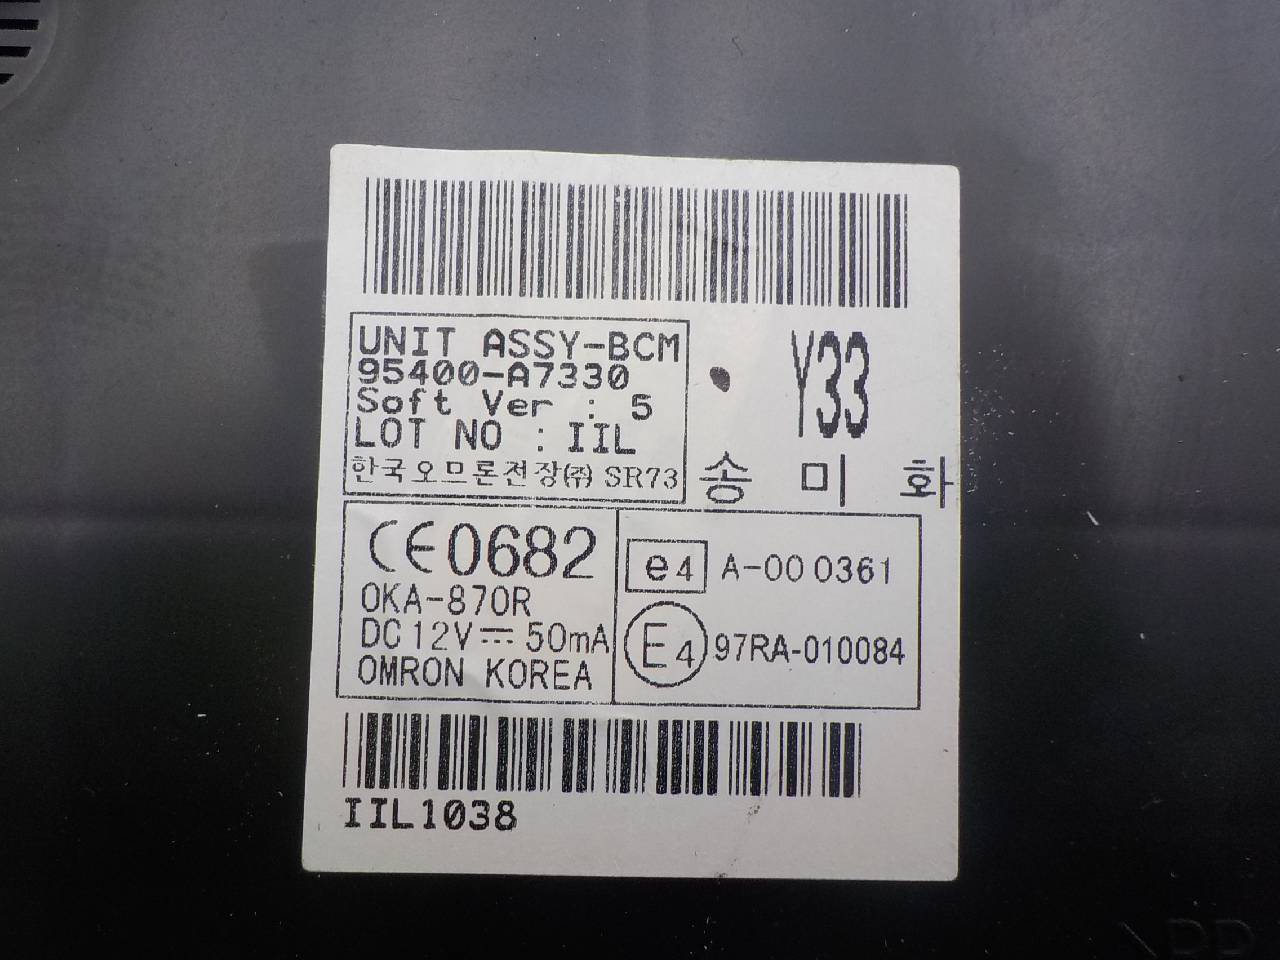 UNIT ASSY-BCM
95400-A7330
Soft Ver : 5
LOT NO : IIL
한국오므론전장(주) SR73
Y33
송 미 화
CE0682
OKA-870R
DC 12V⎓ 50mA
OMRON KOREA
e4 A-00 0361
E4 97RA-010084
IIL1038